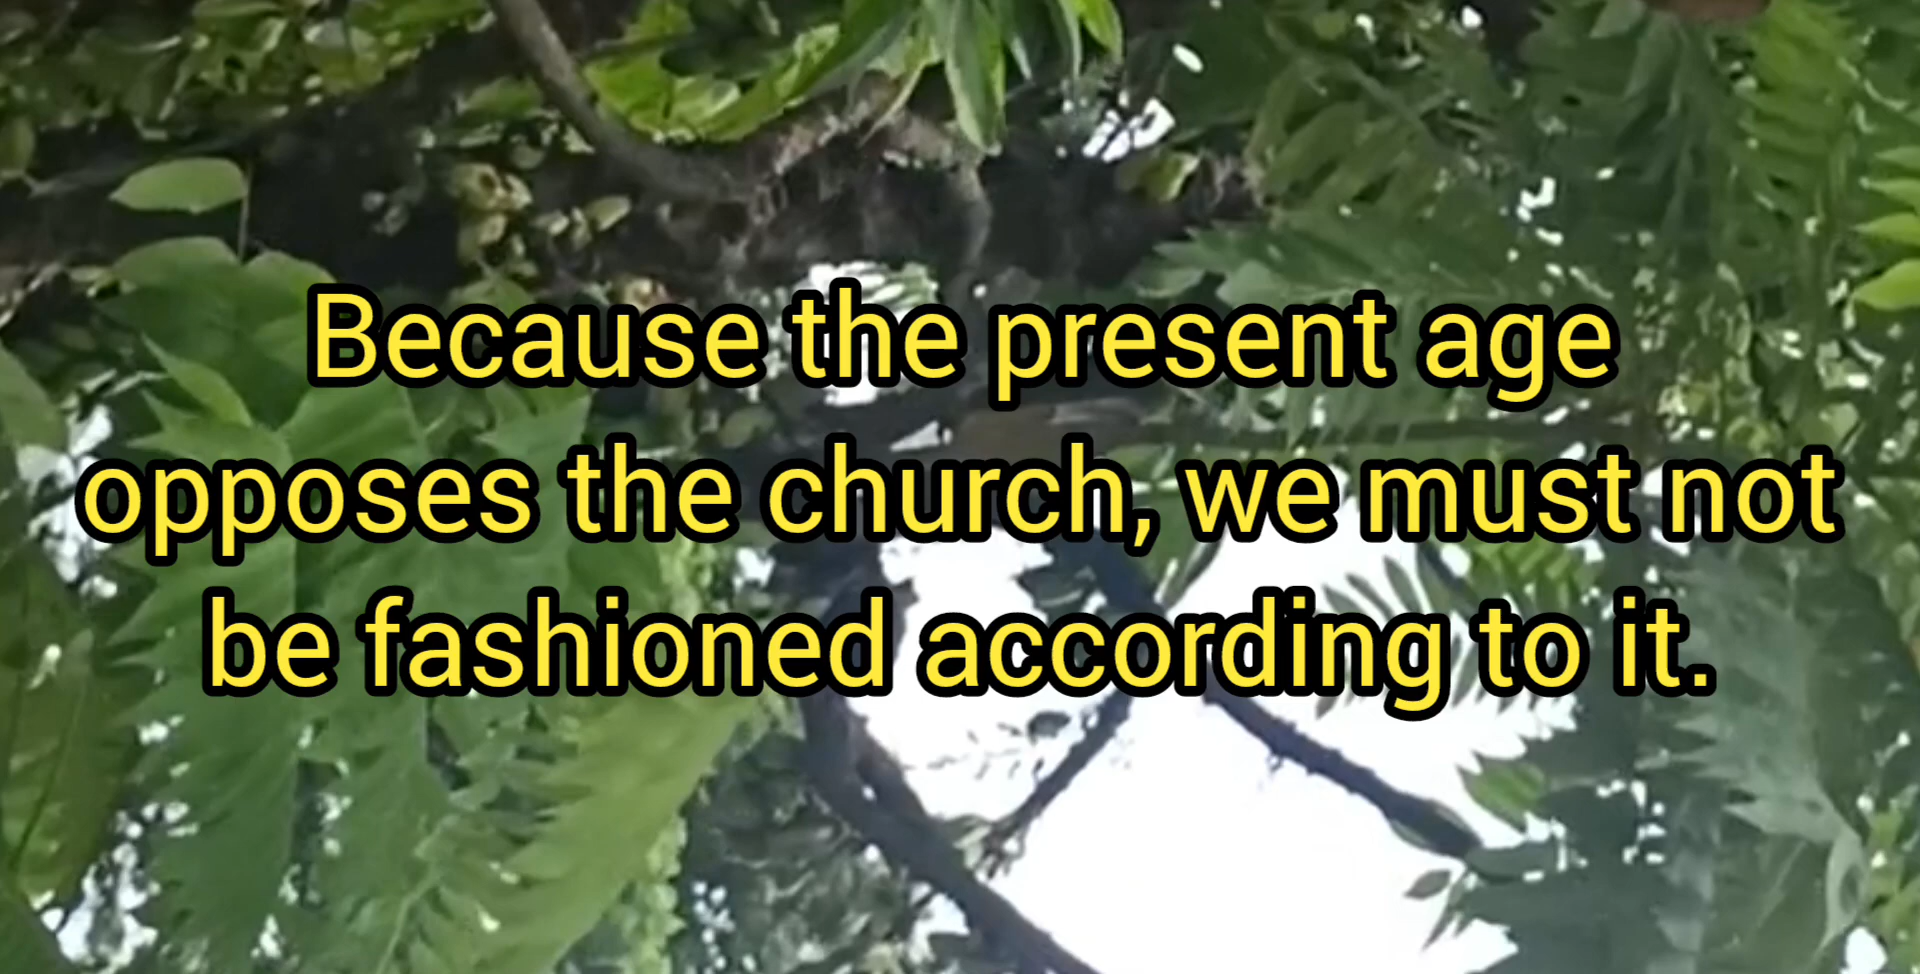 Because the present age
opposes the church, we must not
be fashioned according to it.